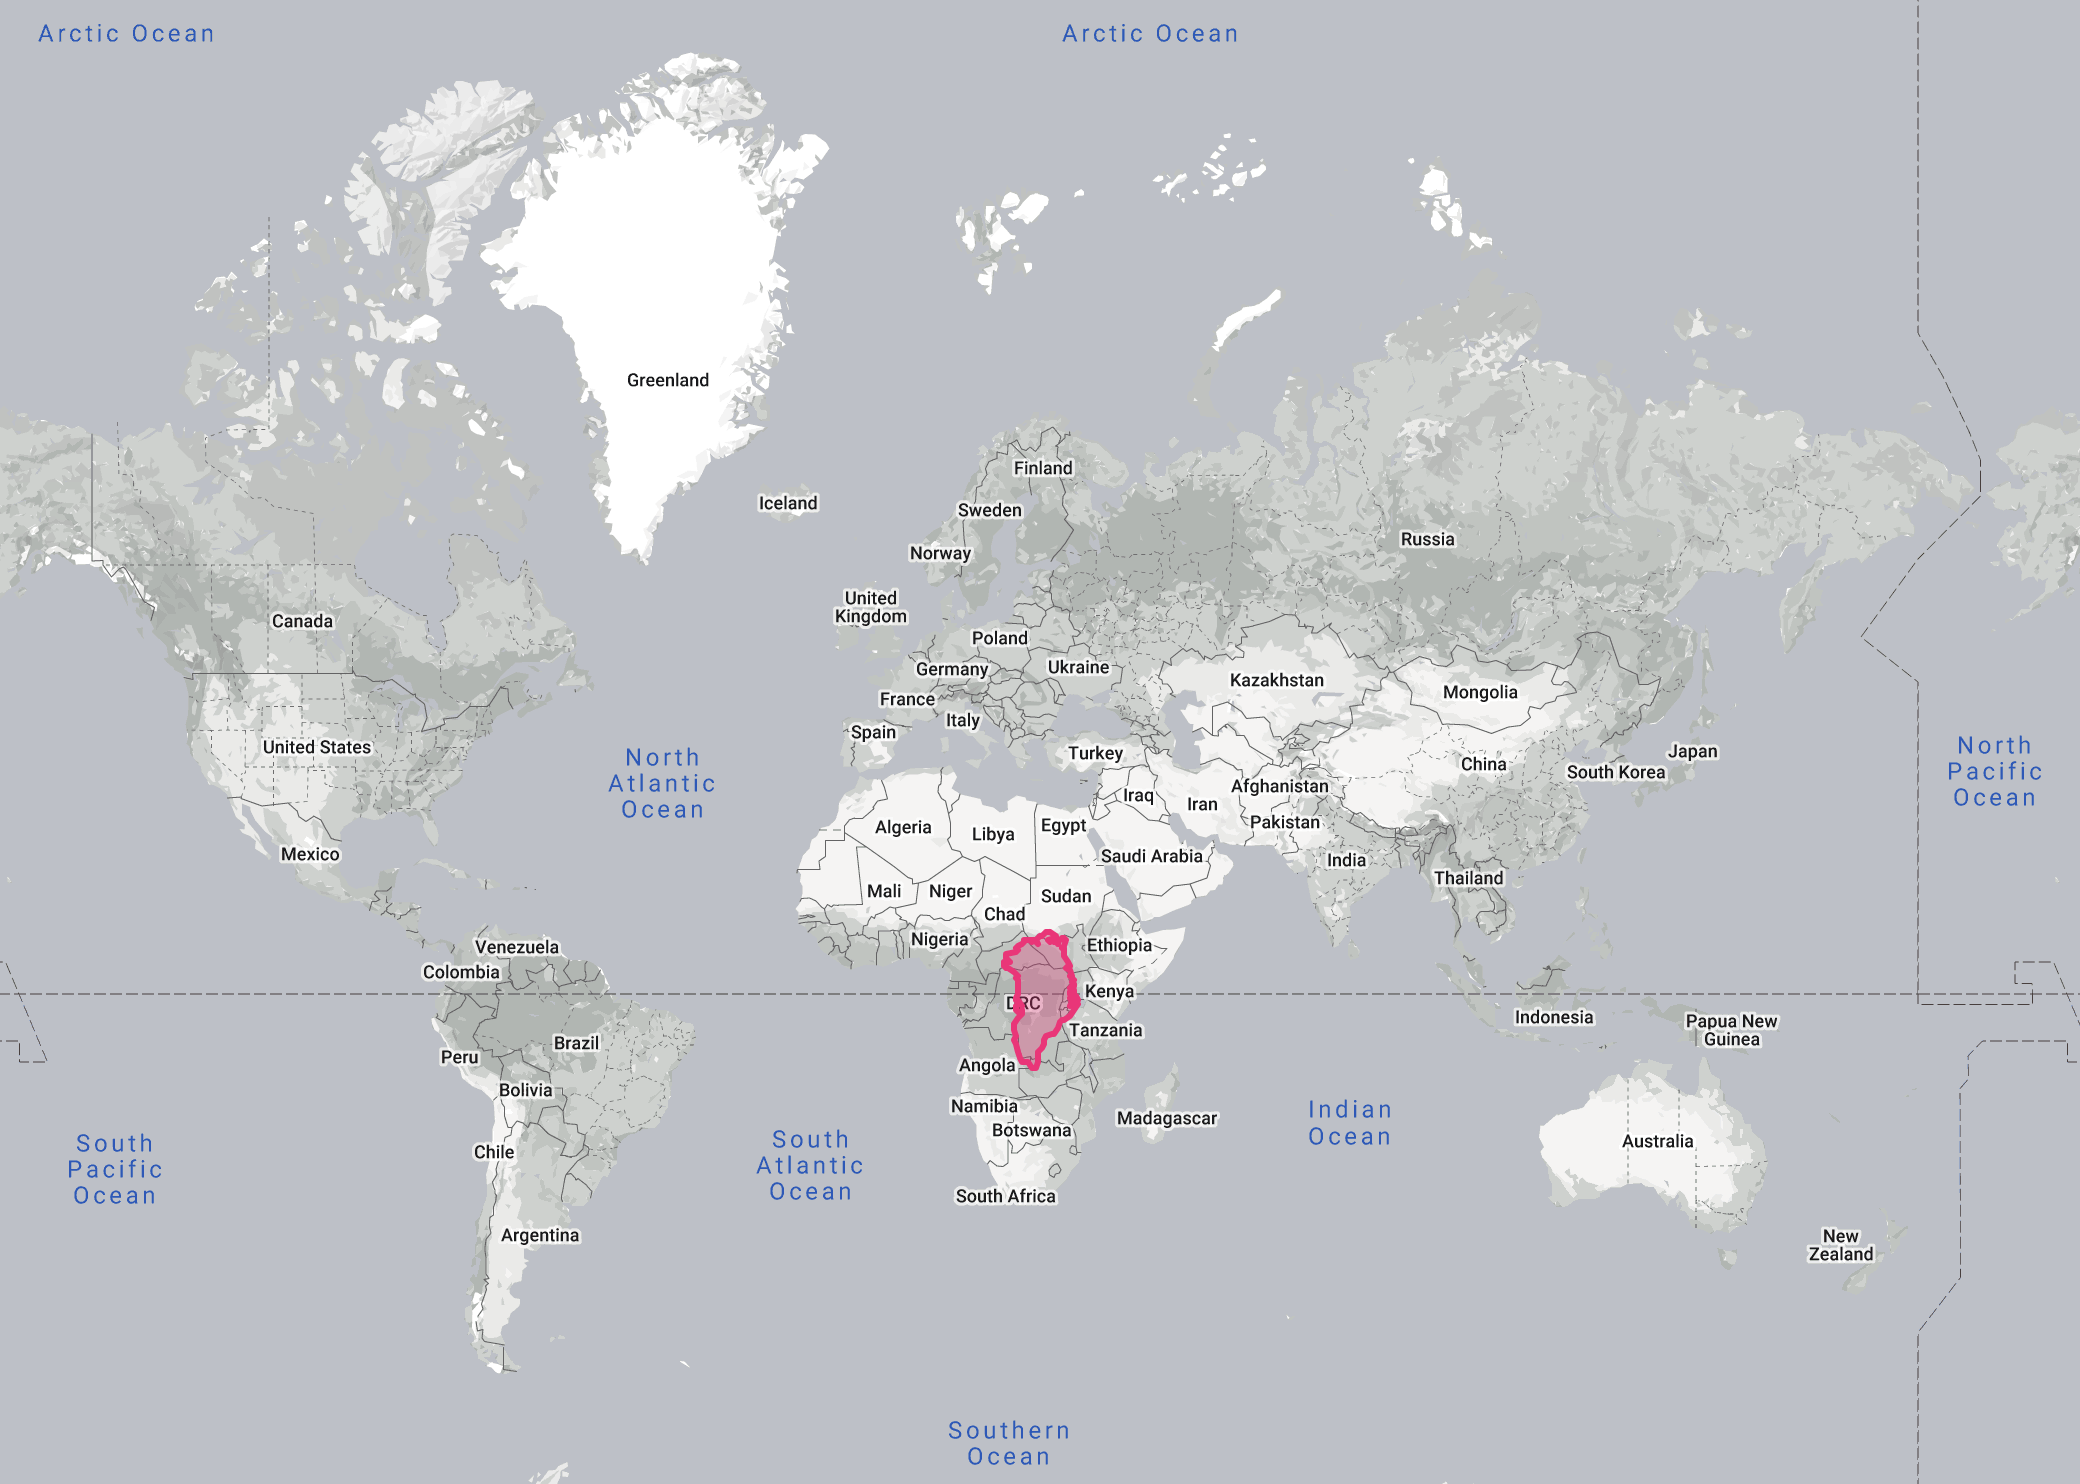 Arctic Ocean
Arctic Ocean
Greenland
Finland
Iceland
Sweden
Russia
Norway
United
Kingdom
Canada
Poland
Ukraine
Germany
Kazakhstan
Mongolia
France
Italy
Spain
United States
Turkey
Japan
China
South Korea
North
Atlantic
Ocean
North
Pacific
Ocean
Afghanistan
Iraq
Iran
Pakistan
Algeria
Libya
Egypt
Mexico
Saudi Arabia
India
Thailand
Mali
Niger
Sudan
Chad
Nigeria
Ethiopia
Venezuela
Colombia
Kenya
DRC
Indonesia
Papua New
Guinea
Tanzania
Brazil
Peru
Angola
Bolivia
Namibia
Madagascar
Botswana
Indian
Ocean
Australia
Chile
South
Pacific
Ocean
South
Atlantic
Ocean
South Africa
Argentina
New
Zealand
Southern
Ocean